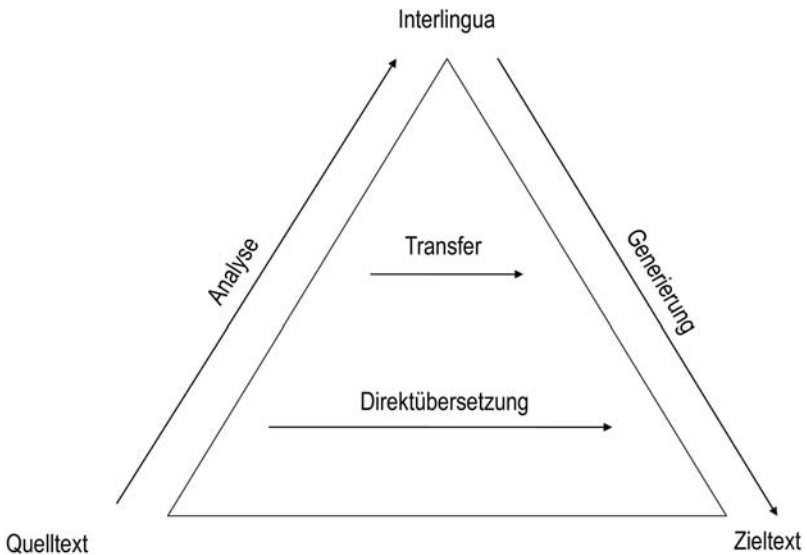 Interlingua
Analyse
Transfer
Generierung
Direktübersetzung
Quelltext
Zieltext